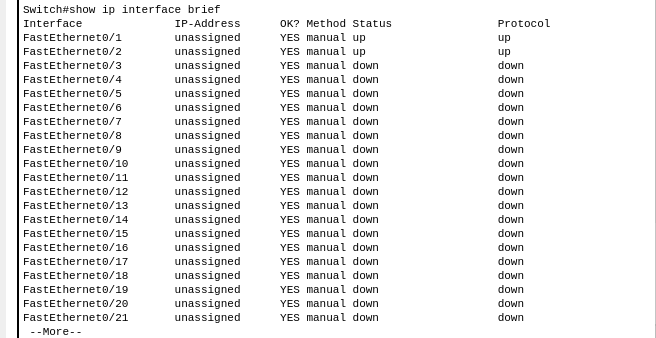 Switch#show ip interface brief
Interface              IP-Address      OK? Method Status                Protocol
FastEthernet0/1        unassigned      YES manual up                    up
FastEthernet0/2        unassigned      YES manual up                    up
FastEthernet0/3        unassigned      YES manual down                  down
FastEthernet0/4        unassigned      YES manual down                  down
FastEthernet0/5        unassigned      YES manual down                  down
FastEthernet0/6        unassigned      YES manual down                  down
FastEthernet0/7        unassigned      YES manual down                  down
FastEthernet0/8        unassigned      YES manual down                  down
FastEthernet0/9        unassigned      YES manual down                  down
FastEthernet0/10       unassigned      YES manual down                  down
FastEthernet0/11       unassigned      YES manual down                  down
FastEthernet0/12       unassigned      YES manual down                  down
FastEthernet0/13       unassigned      YES manual down                  down
FastEthernet0/14       unassigned      YES manual down                  down
FastEthernet0/15       unassigned      YES manual down                  down
FastEthernet0/16       unassigned      YES manual down                  down
FastEthernet0/17       unassigned      YES manual down                  down
FastEthernet0/18       unassigned      YES manual down                  down
FastEthernet0/19       unassigned      YES manual down                  down
FastEthernet0/20       unassigned      YES manual down                  down
FastEthernet0/21       unassigned      YES manual down                  down
 --More--